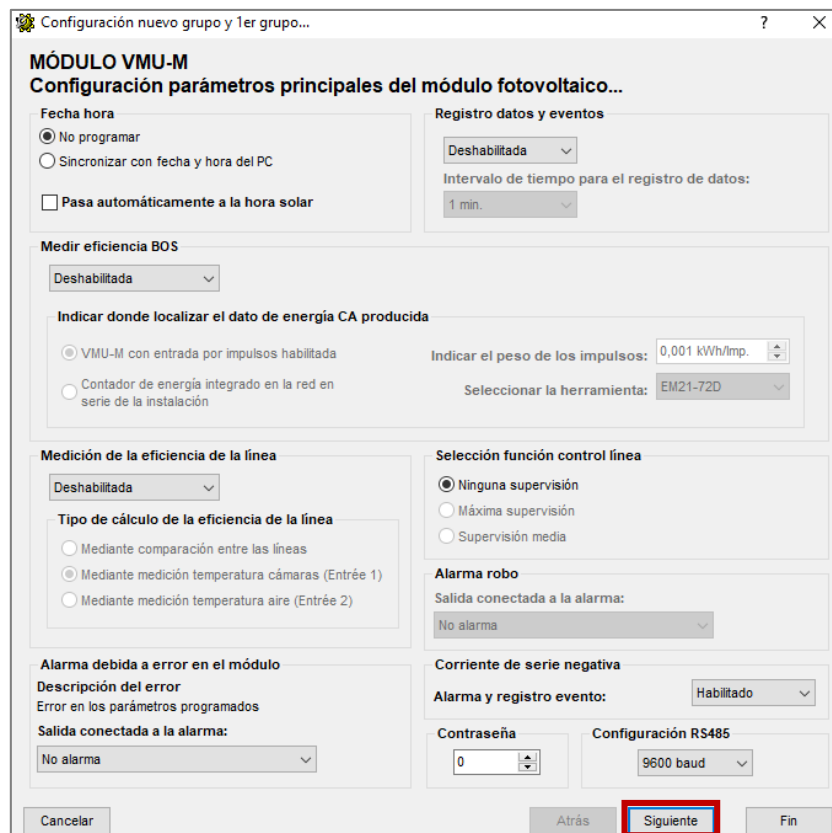 Configuración nuevo grupo y 1er grupo...
MÓDULO VMU-M
Configuración parámetros principales del módulo fotovoltaico...
Fecha hora
No programar
Sincronizar con fecha y hora del PC
Pasa automáticamente a la hora solar
Registro datos y eventos
Deshabilitada
Intervalo de tiempo para el registro de datos:
1 min.
Medir eficiencia BOS
Deshabilitada
Indicar donde localizar el dato de energía CA producida
VMU-M con entrada por impulsos habilitada
Contador de energía integrado en la red en
serie de la instalación
Indicar el peso de los impulsos: 0,001 kWh/Imp.
Seleccionar la herramienta: EM21-72D
Medición de la eficiencia de la línea
Deshabilitada
Tipo de cálculo de la eficiencia de la línea
Mediante comparación entre las líneas
Mediante medición temperatura cámaras (Entrée 1)
Mediante medición temperatura aire (Entrée 2)
Selección función control línea
Ninguna supervisión
Máxima supervisión
Supervisión media
Alarma robo
Salida conectada a la alarma:
No alarma
Alarma debida a error en el módulo
Descripción del error
Error en los parámetros programados
Salida conectada a la alarma:
No alarma
Corriente de serie negativa
Alarma y registro evento: Habilitado
Contraseña
0
Configuración RS485
9600 baud
Cancelar
Atrás
Siguiente
Fin